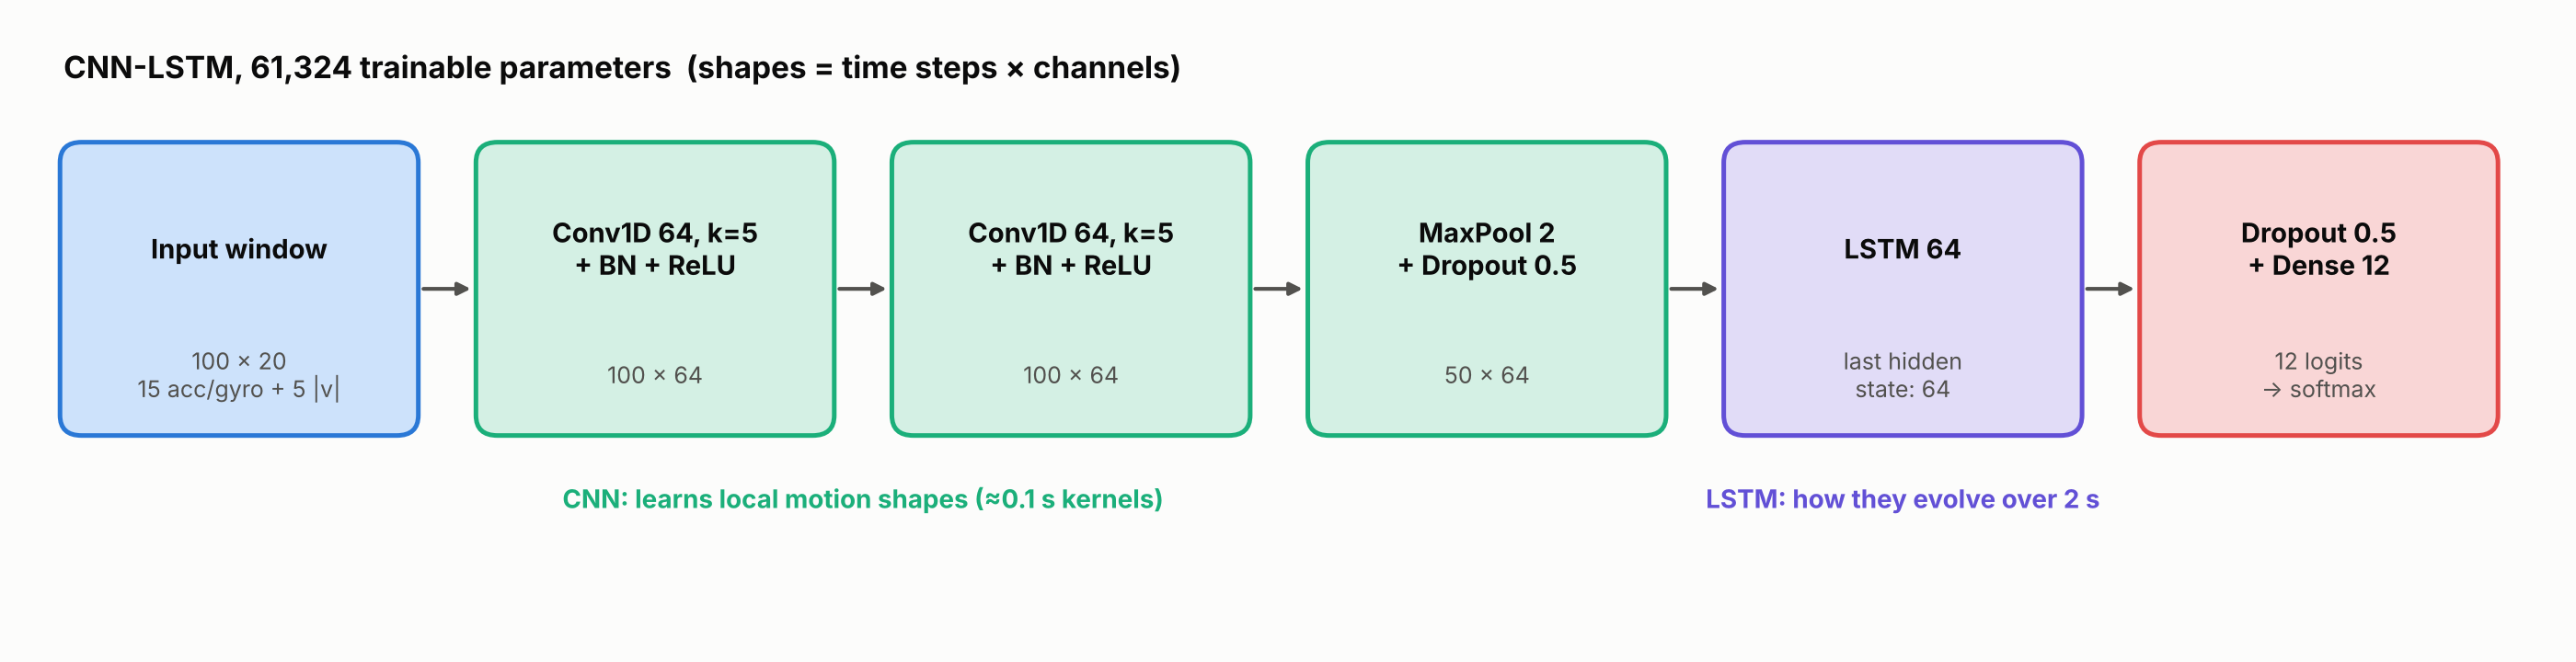 CNN-LSTM, 61,324 trainable parameters (shapes = time steps × channels)
Input window
100 × 20
15 acc/gyro + 5 |v|
Conv1D 64, k=5
+ BN + ReLU
100 × 64
Conv1D 64, k=5
+ BN + ReLU
100 × 64
MaxPool 2
+ Dropout 0.5
50 × 64
LSTM 64
last hidden
state: 64
Dropout 0.5
+ Dense 12
12 logits
→ softmax
CNN: learns local motion shapes (≈0.1 s kernels)
LSTM: how they evolve over 2 s